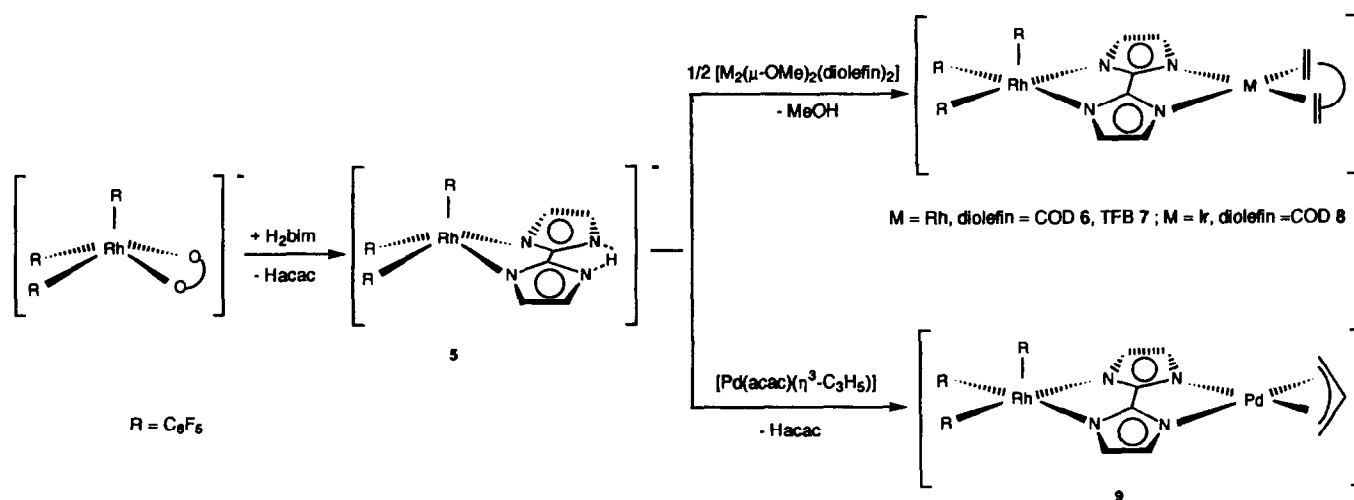 R
R
R
Rh
O
O
-
+ H₂bim
- Hacac
R
R
R
Rh
N
N
N
N
H
-
5
R = C₆F₅
1/2 [M₂(μ-OMe)₂(diolefin)₂]
- MeOH
R
R
R
Rh
N
N
N
N
M
-
M = Rh, diolefin = COD 6, TFB 7 ; M = Ir, diolefin =COD 8
[Pd(acac)(η³-C₃H₅)]
- Hacac
R
R
R
Rh
N
N
N
N
Pd
-
9